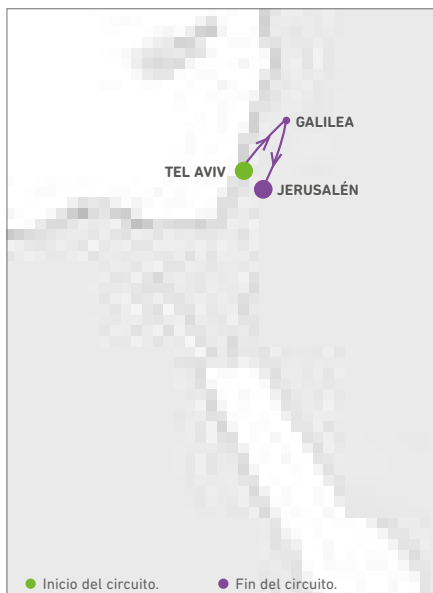 GALILEA
TEL AVIV
JERUSALÉN
Inicio del circuito.
Fin del circuito.